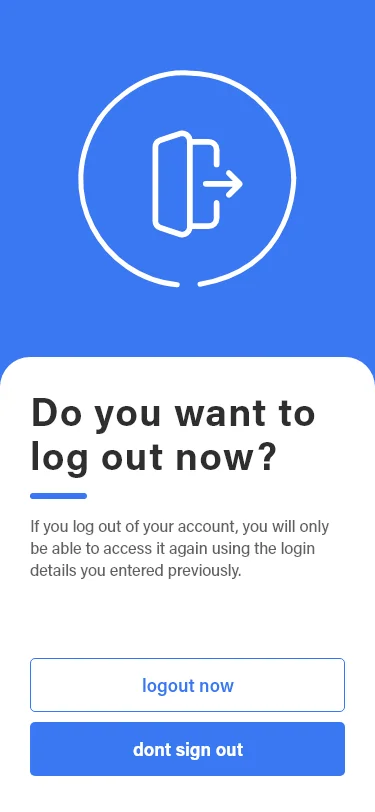 Do you want to
log out now?
If you log out of your account, you will only
be able to access it again using the login
details you entered previously.
logout now
dont sign out